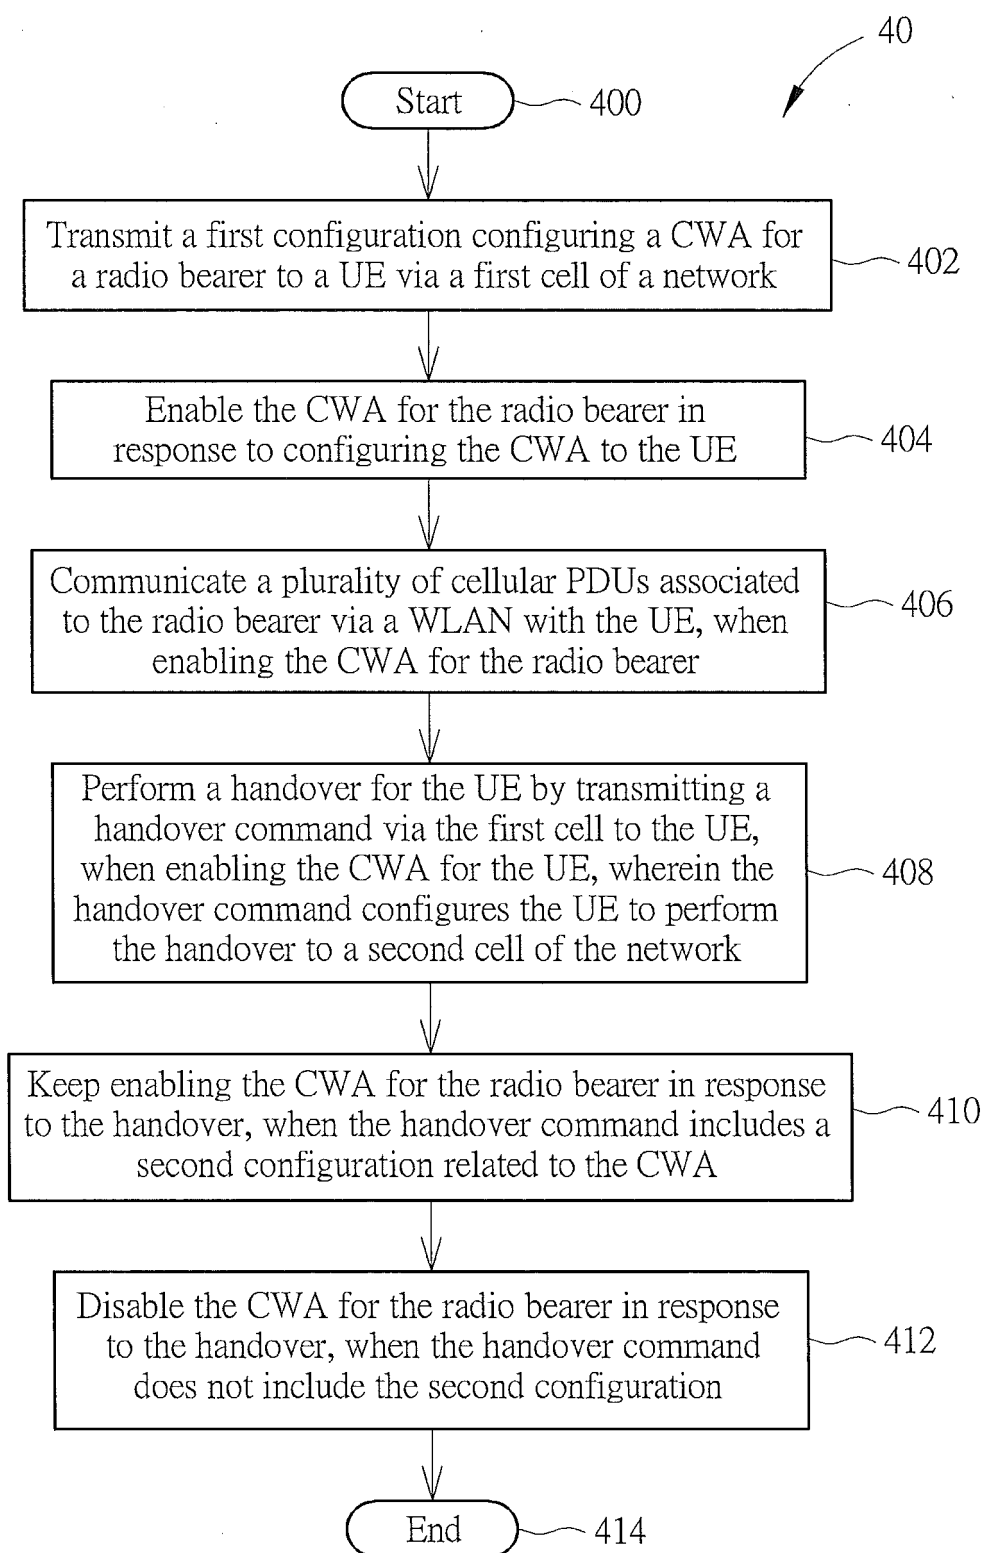 40
Start
400
Transmit a first configuration configuring a CWA for
a radio bearer to a UE via a first cell of a network
402
Enable the CWA for the radio bearer in
response to configuring the CWA to the UE
404
Communicate a plurality of cellular PDUs associated
to the radio bearer via a WLAN with the UE, when
enabling the CWA for the radio bearer
406
Perform a handover for the UE by transmitting a
handover command via the first cell to the UE,
when enabling the CWA for the UE, wherein the
handover command configures the UE to perform
the handover to a second cell of the network
408
Keep enabling the CWA for the radio bearer in response
to the handover, when the handover command includes a
second configuration related to the CWA
410
Disable the CWA for the radio bearer in response
to the handover, when the handover command
does not include the second configuration
412
End
414